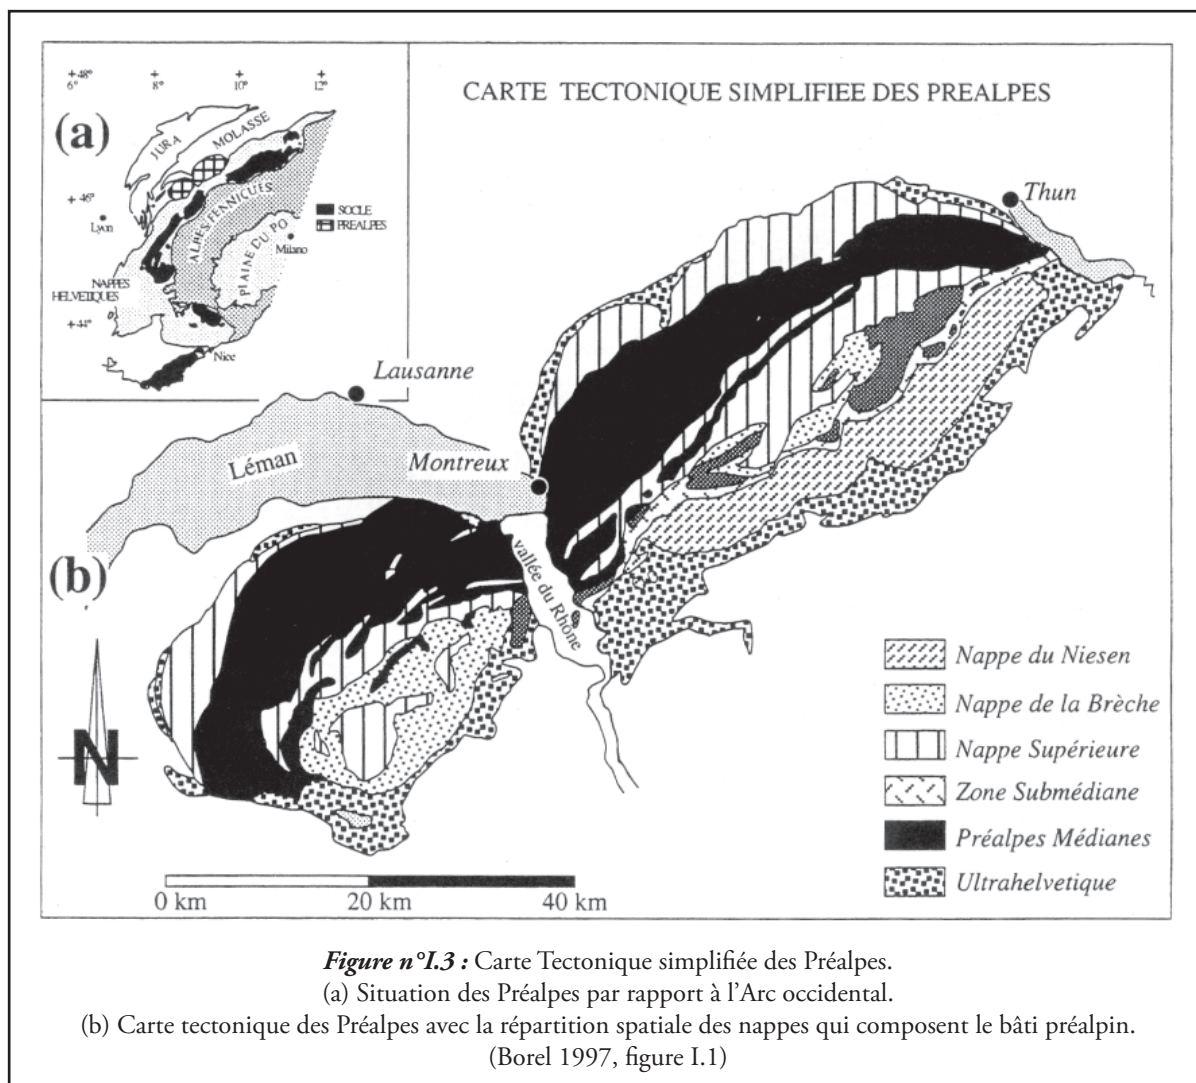 CARTE TECTONIQUE SIMPLIFIEE DES PREALPES
(a)
+ 48° + + +
6° 8° 10° 12°
JURA
MOLASSE
+ 46°
Lyon
ALPES PENNIQUES
SOCLE
PREALPES
PLAINE DU PO
Milano
NAPPES
HELVETIQUES
+ 44°
Nice
Thun
Lausanne
Léman
Montreux
(b)
vallée du Rhône
N
Nappe du Niesen
Nappe de la Brèche
Nappe Supérieure
Zone Submédiane
Préalpes Médianes
Ultrahelvetique
0 km 20 km 40 km
Figure n°I.3 : Carte Tectonique simplifiée des Préalpes.
(a) Situation des Préalpes par rapport à l'Arc occidental.
(b) Carte tectonique des Préalpes avec la répartition spatiale des nappes qui composent le bâti préalpin.
(Borel 1997, figure I.1)